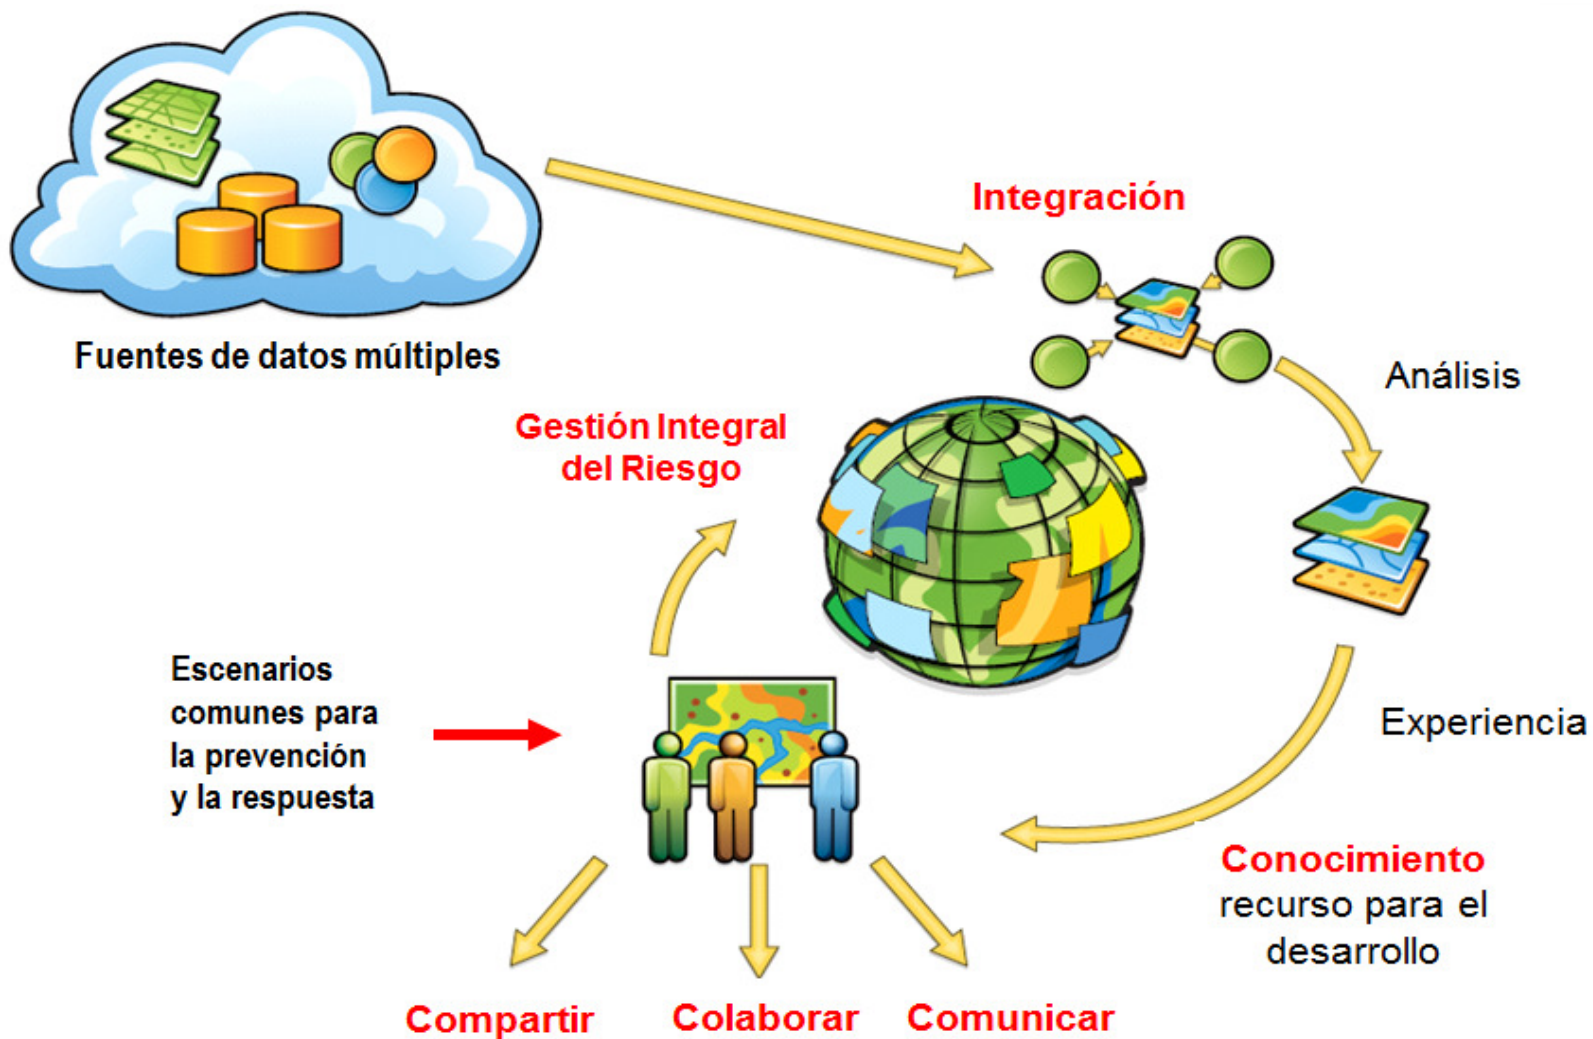 Integración
Fuentes de datos múltiples
Análisis
Gestión Integral
del Riesgo
Escenarios
comunes para
la prevención
y la respuesta
Experiencia
Conocimiento
recurso para el
desarrollo
Compartir
Colaborar
Comunicar